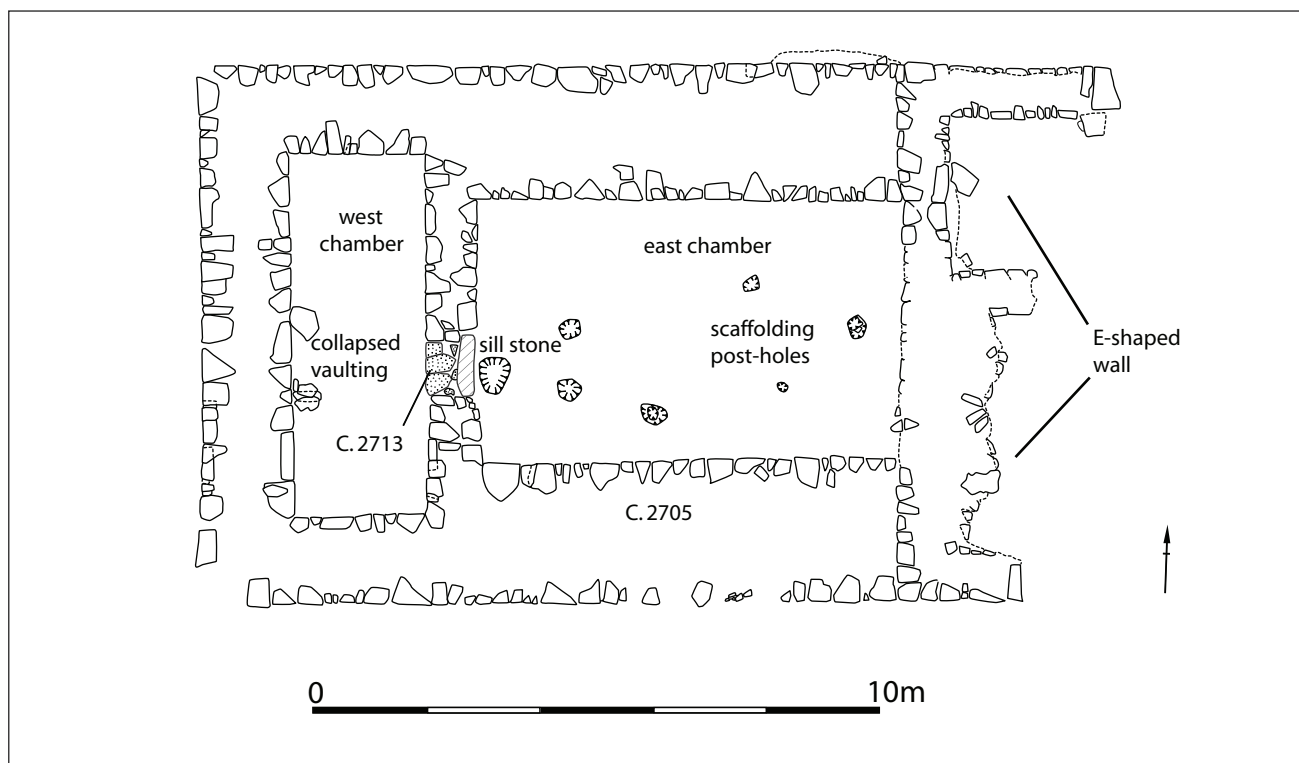 west
chamber
east chamber
collapsed
vaulting
sill stone
scaffolding
post-holes
E-shaped
wall
C. 2713
C. 2705
0
10m